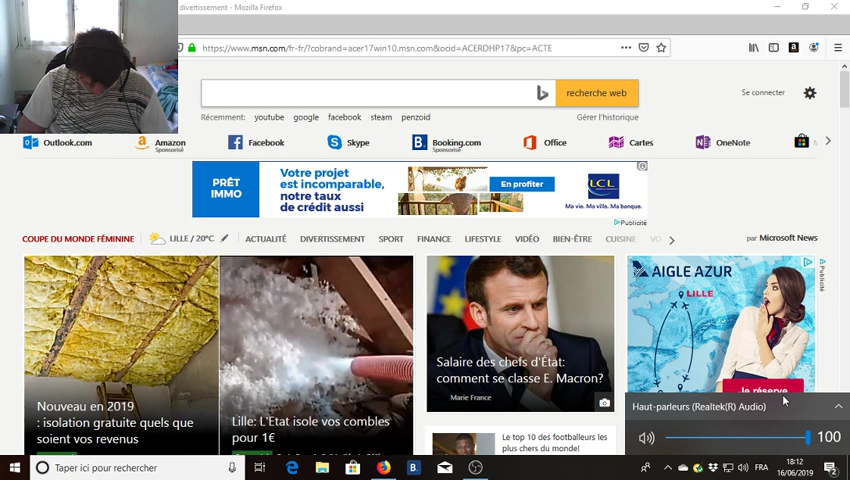 divertissement - Mozilla Firefox
https://www.msn.com/fr-fr/?cobrand=acer17win10.msn.com&ocid=ACERDHP17&pc=ACTE
recherche web
Se connecter
Récemment: youtube google facebook steam penzoid
Gérer l'historique
Outlook.com
Amazon
Sponsorisé
Facebook
Skype
Booking.com
Sponsorisé
Office
Cartes
OneNote
PRÊT
IMMO
Votre projet
est incomparable,
notre taux
de crédit aussi
En profiter
LCL
Ma vie. Ma ville. Ma banque.
Publicité
COUPE DU MONDE FÉMININE
LILLE / 20°C
ACTUALITÉ DIVERTISSEMENT SPORT FINANCE LIFESTYLE VIDÉO BIEN-ÊTRE CUISINE VO
par Microsoft News
Nouveau en 2019
: isolation gratuite quels que
soient vos revenus
Lille: L'Etat isole vos combles
pour 1€
Salaire des chefs d'État:
comment se classe E. Macron?
Marie France
Le top 10 des footballeurs les
plus chers du monde!
AIGLE AZUR
LILLE
Je réserve
Publicité
Haut-parleurs (Realtek(R) Audio)
100
Taper ici pour rechercher
B.
FRA
18:12
16/06/2019